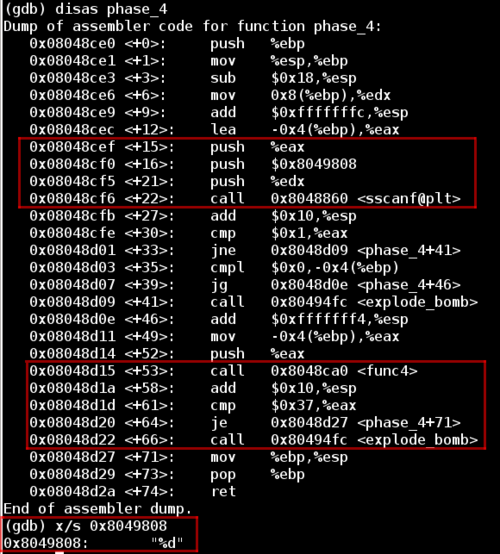 (gdb) disas phase_4
Dump of assembler code for function phase_4:
0x08048ce0 <+0>: push %ebp
0x08048ce1 <+1>: mov %esp,%ebp
0x08048ce3 <+3>: sub $0x18,%esp
0x08048ce6 <+6>: mov 0x8(%ebp),%edx
0x08048ce9 <+9>: add $0xfffffffc,%esp
0x08048cec <+12>: lea -0x4(%ebp),%eax
0x08048cef <+15>: push %eax
0x08048cf0 <+16>: push $0x8049808
0x08048cf5 <+21>: push %edx
0x08048cf6 <+22>: call 0x8048860 <sscanf@plt>
0x08048cfb <+27>: add $0x10,%esp
0x08048cfe <+30>: cmp $0x1,%eax
0x08048d01 <+33>: jne 0x8048d09 <phase_4+41>
0x08048d03 <+35>: cmpl $0x0,-0x4(%ebp)
0x08048d07 <+39>: jg 0x8048d0e <phase_4+46>
0x08048d09 <+41>: call 0x80494fc <explode_bomb>
0x08048d0e <+46>: add $0xfffffff4,%esp
0x08048d11 <+49>: mov -0x4(%ebp),%eax
0x08048d14 <+52>: push %eax
0x08048d15 <+53>: call 0x8048ca0 <func4>
0x08048d1a <+58>: add $0x10,%esp
0x08048d1d <+61>: cmp $0x37,%eax
0x08048d20 <+64>: je 0x8048d27 <phase_4+71>
0x08048d22 <+66>: call 0x80494fc <explode_bomb>
0x08048d27 <+71>: mov %ebp,%esp
0x08048d29 <+73>: pop %ebp
0x08048d2a <+74>: ret
End of assembler dump.
(gdb) x/s 0x8049808
0x8049808: "%d"